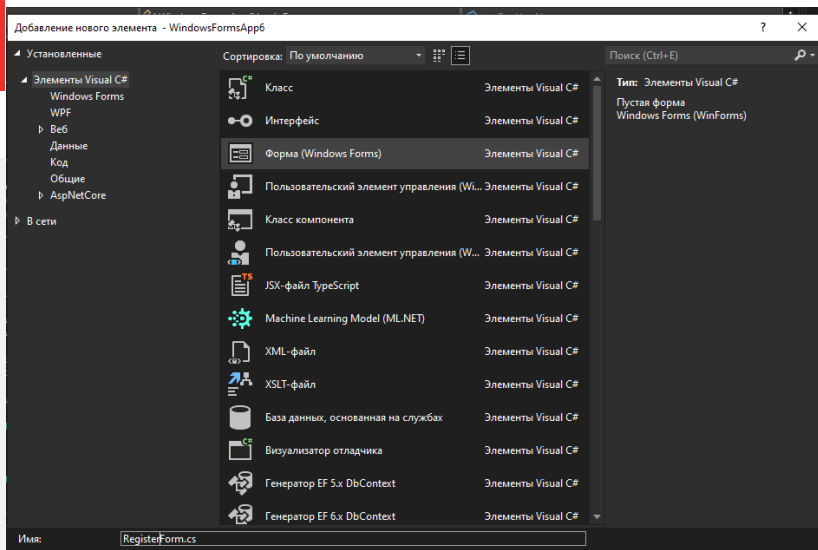 Добавление нового элемента - WindowsFormsApp6
? ×
Установленные
Сортировка: По умолчанию
Поиск (Ctrl+E)
Элементы Visual C#
Windows Forms
WPF
Веб
Данные
Код
Общие
AspNetCore
В сети
C# Класс Элементы Visual C#
Интерфейс Элементы Visual C#
Форма (Windows Forms) Элементы Visual C#
Пользовательский элемент управления (Wi... Элементы Visual C#
Класс компонента Элементы Visual C#
Пользовательский элемент управления (W... Элементы Visual C#
TS JSX-файл TypeScript Элементы Visual C#
Machine Learning Model (ML.NET) Элементы Visual C#
XML-файл Элементы Visual C#
XSLT-файл Элементы Visual C#
База данных, основанная на службах Элементы Visual C#
C# Визуализатор отладчика Элементы Visual C#
Генератор EF 5.x DbContext Элементы Visual C#
Генератор EF 6.x DbContext Элементы Visual C#
Тип: Элементы Visual C#
Пустая форма
Windows Forms (WinForms)
Имя: RegisterForm.cs